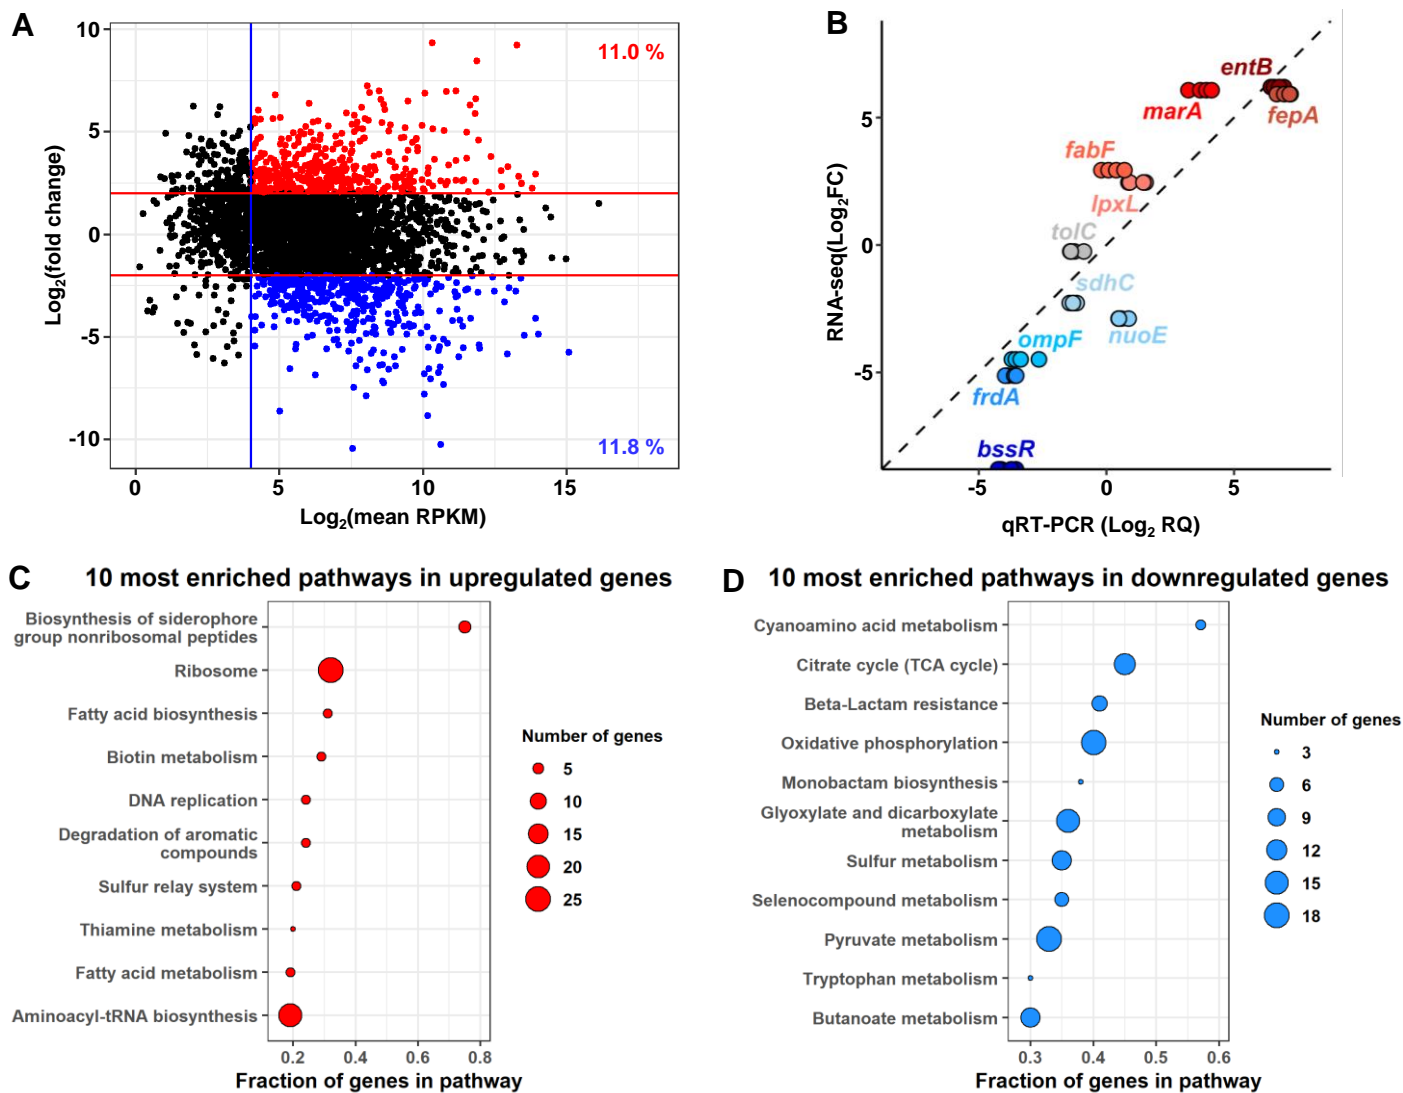 A
10
5
0
-5
-10
0
5
10
15
Log2(fold change)
Log2(mean RPKM)
11.0 %
11.8 %
B
entB
marA
fepA
fabF
lpxL
tolC
sdhC
nuoE
ompF
frdA
bssR
5
0
-5
-5
0
5
RNA-seq(Log2FC)
qRT-PCR (Log2 RQ)
C
10 most enriched pathways in upregulated genes
Biosynthesis of siderophore
group nonribosomal peptides
Ribosome
Fatty acid biosynthesis
Biotin metabolism
DNA replication
Degradation of aromatic
compounds
Sulfur relay system
Thiamine metabolism
Fatty acid metabolism
Aminoacyl-tRNA biosynthesis
0.2
0.4
0.6
0.8
Fraction of genes in pathway
Number of genes
5
10
15
20
25
D
10 most enriched pathways in downregulated genes
Cyanoamino acid metabolism
Citrate cycle (TCA cycle)
Beta-Lactam resistance
Oxidative phosphorylation
Monobactam biosynthesis
Glyoxylate and dicarboxylate
metabolism
Sulfur metabolism
Selenocompound metabolism
Pyruvate metabolism
Tryptophan metabolism
Butanoate metabolism
0.3
0.4
0.5
0.6
Fraction of genes in pathway
Number of genes
3
6
9
12
15
18